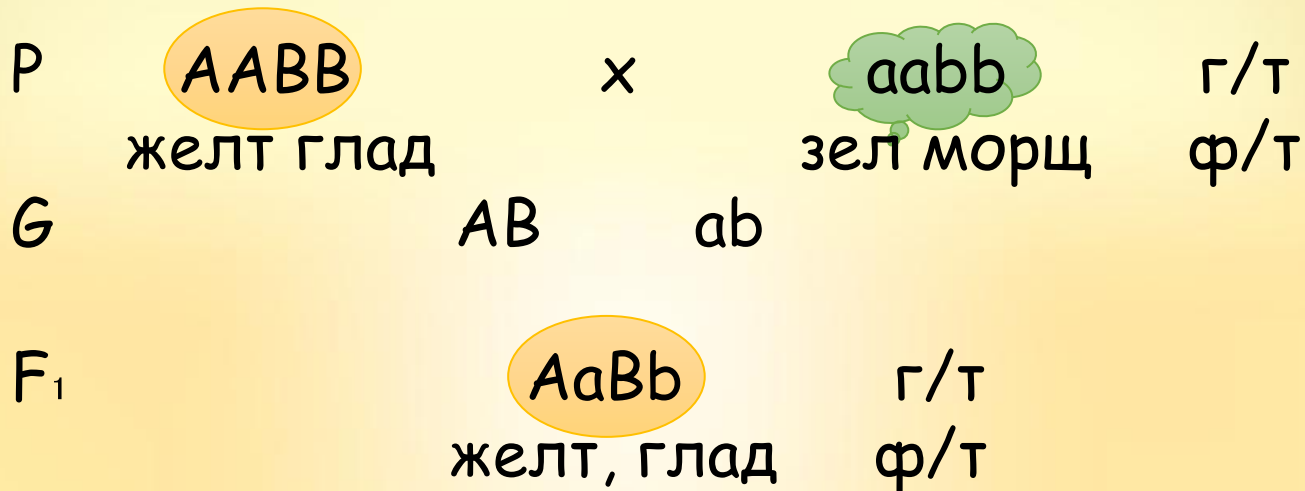 P AABB x aabb г/т
желт глад зел морщ ф/т
G AB ab
F₁ AaBb г/т
желт, глад ф/т